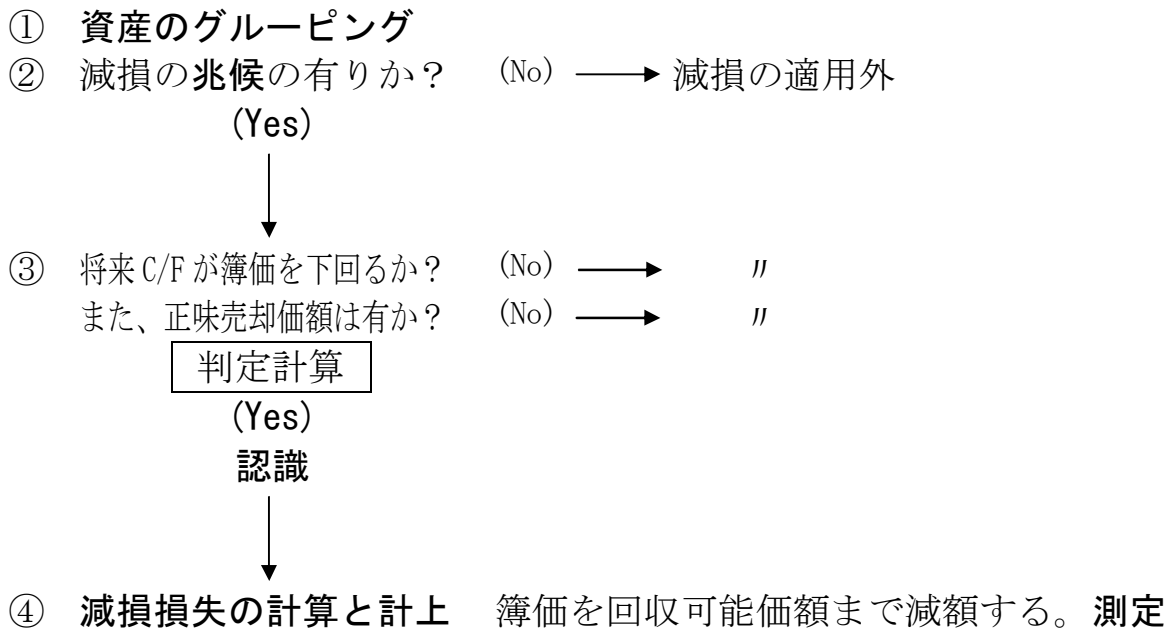 ① 資産のグルーピング
② 減損の兆候の有りか？ (No) → 減損の適用外
(Yes)
③ 将来C/Fが簿価を下回るか？ (No) → 〃
また、正味売却価額は有か？ (No) → 〃
判定計算
(Yes)
認識
④ 減損損失の計算と計上 簿価を回収可能価額まで減額する。測定